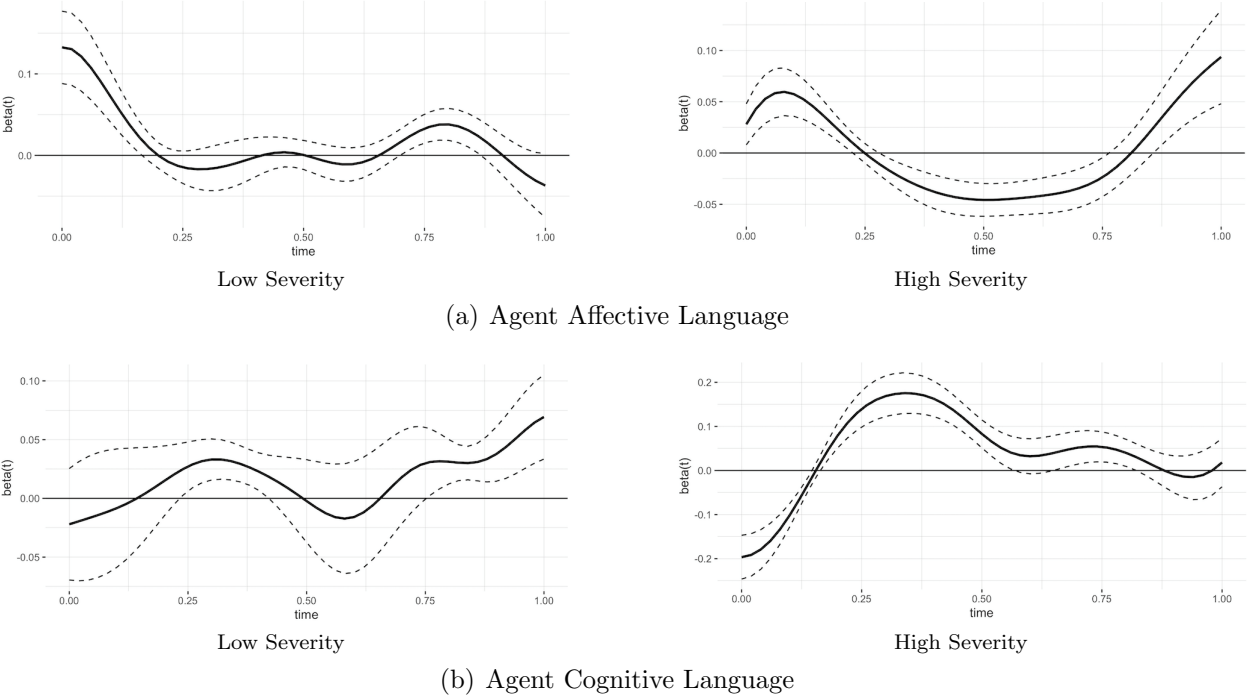 beta(t)
0.1
0.0
0.00 0.25 0.50 0.75 1.00
time
Low Severity
beta(t)
0.10
0.05
0.00
-0.05
0.00 0.25 0.50 0.75 1.00
time
High Severity
(a) Agent Affective Language
beta(t)
0.10
0.05
0.00
-0.05
0.00 0.25 0.50 0.75 1.00
time
Low Severity
beta(t)
0.2
0.1
0.0
-0.1
-0.2
0.00 0.25 0.50 0.75 1.00
time
High Severity
(b) Agent Cognitive Language